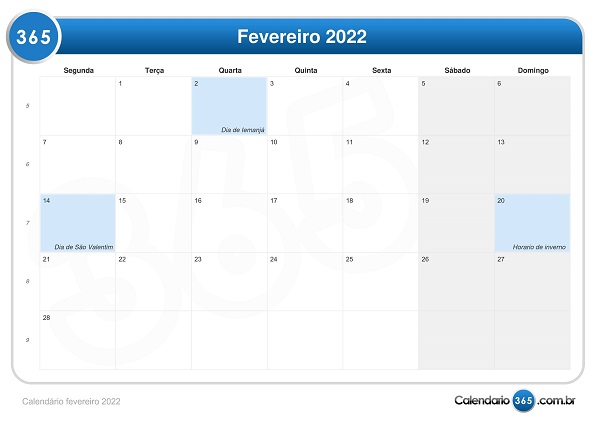 365
Fevereiro 2022
Segunda Terça Quarta Quinta Sexta Sábado Domingo
1 2 3 4 5 6
5
Dia de Iemanjá
7 8 9 10 11 12 13
6
14 15 16 17 18 19 20
7
Dia de São Valentim Horario de inverno
21 22 23 24 25 26 27
8
28
9
365
Calendário fevereiro 2022
Calendario 365 .com.br